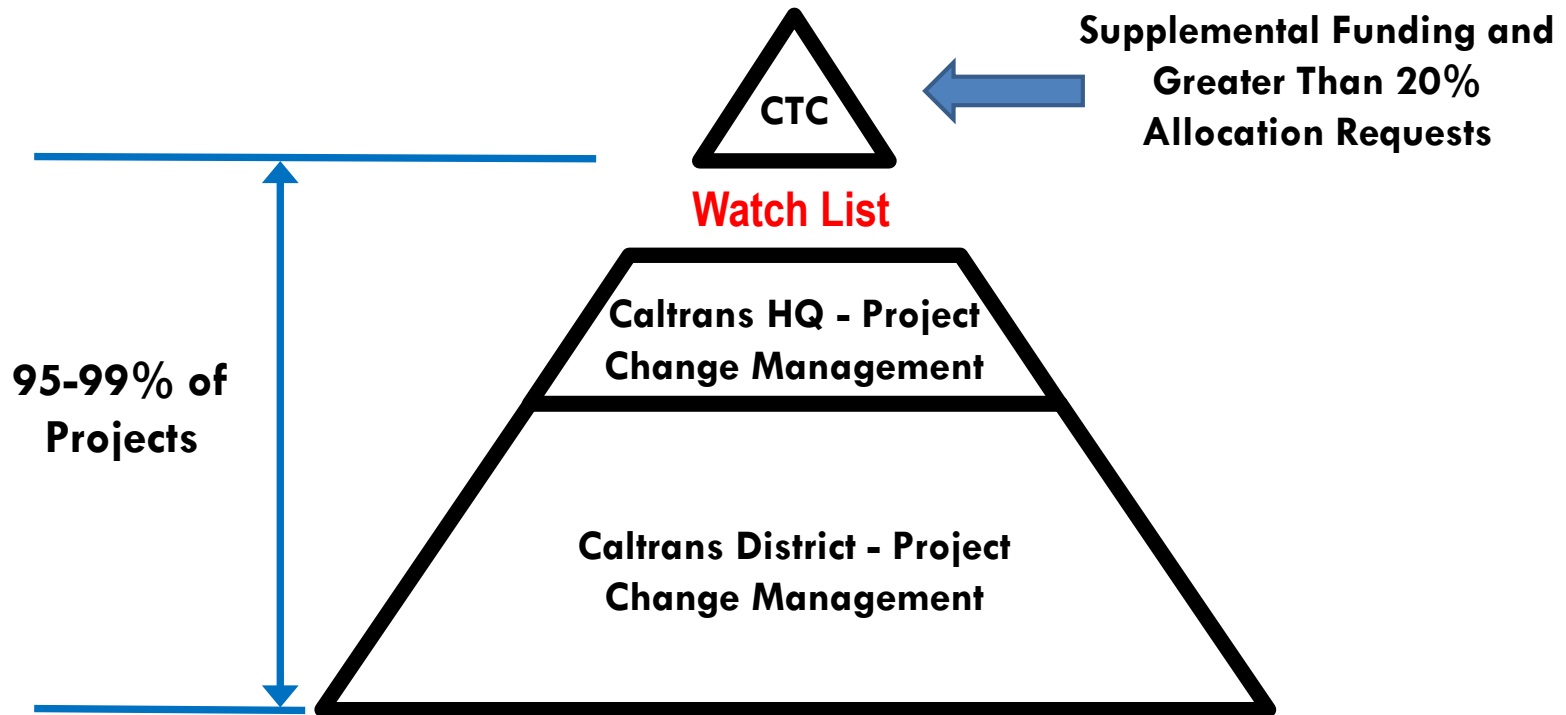 Supplemental Funding and
Greater Than 20%
Allocation Requests
CTC
Watch List
Caltrans HQ - Project
Change Management
95-99% of
Projects
Caltrans District - Project
Change Management